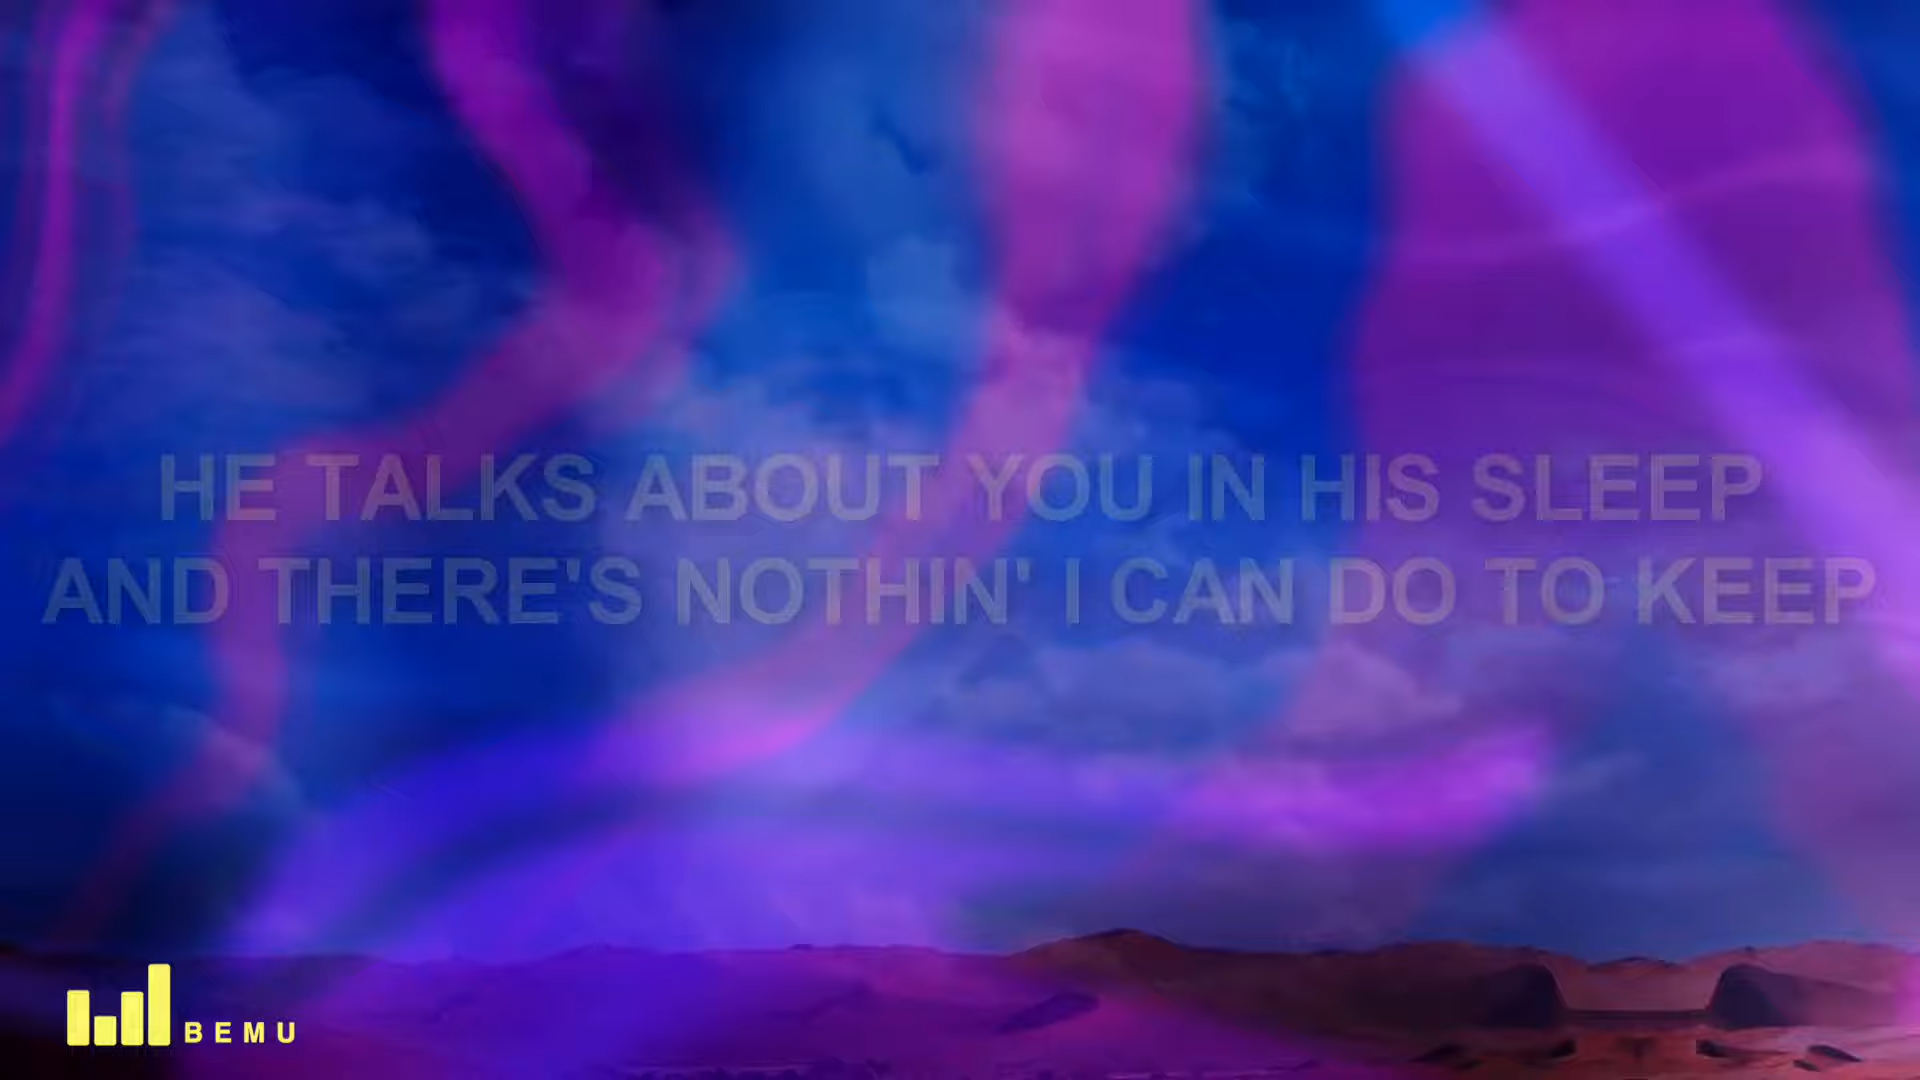 HE TALKS ABOUT YOU IN HIS SLEEP
AND THERE'S NOTHIN' I CAN DO TO KEEP
BEMU